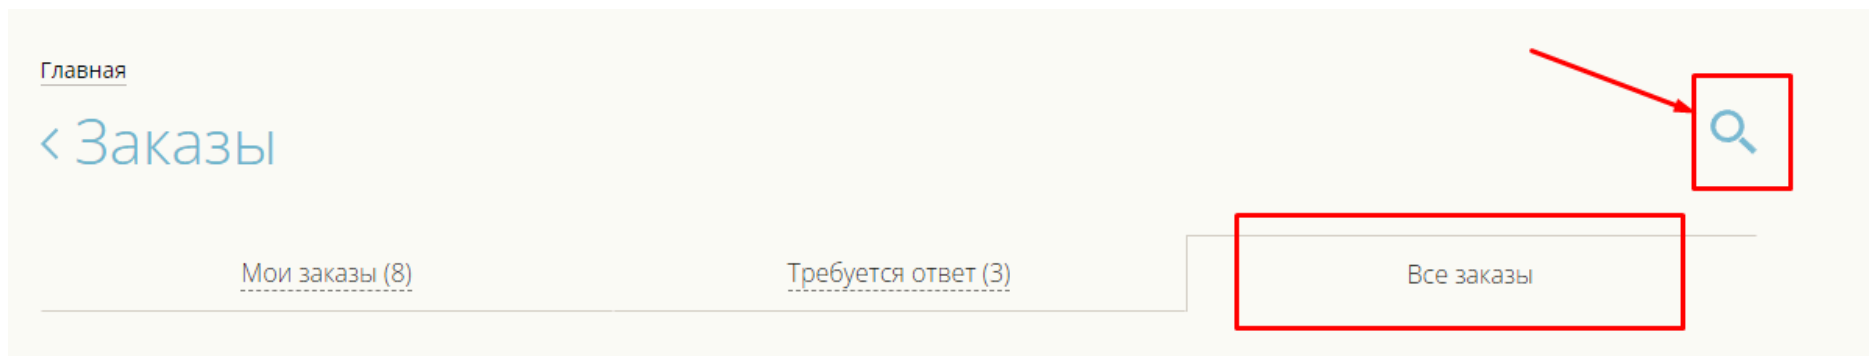 Главная
< Заказы
Мои заказы (8) Требуется ответ (3) Все заказы